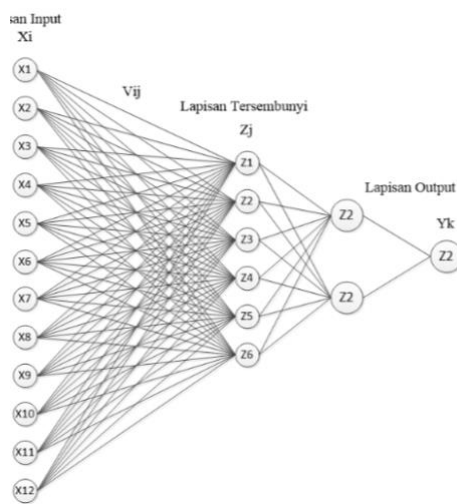 san Input
Xi
Vij
Lapisan Tersembunyi
Zj
Lapisan Output
Yk
X1
X2
X3
X4
X5
X6
X7
X8
X9
X10
X11
X12
Z1
Z2
Z3
Z4
Z5
Z6
Z2
Z2
Z2